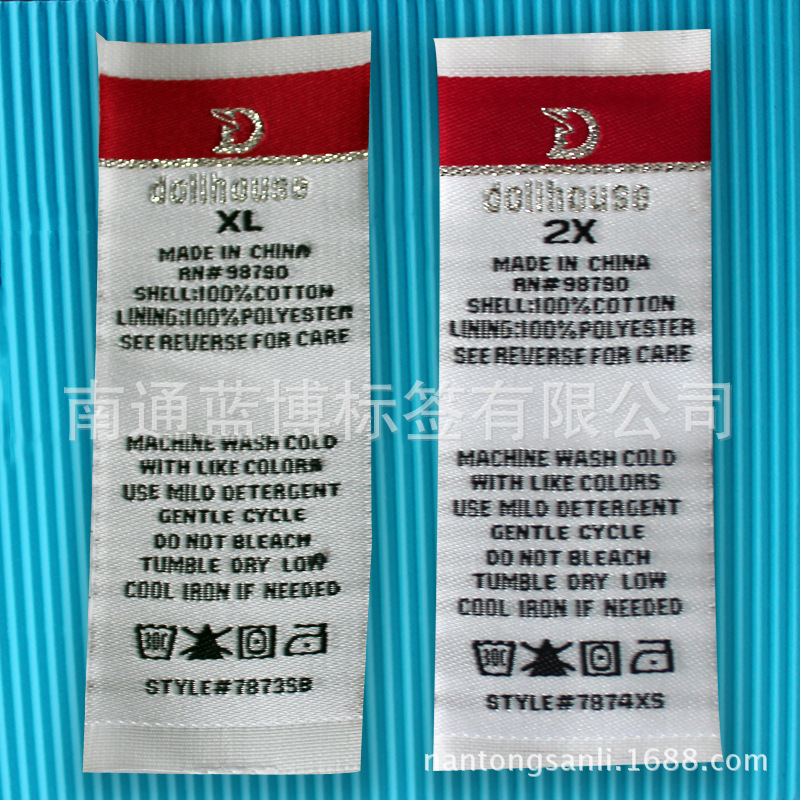 dollhouse
XL
MADE IN CHINA
RN# 98790
SHELL:100%COTTON
LINING:100%POLYESTER
SEE REVERSE FOR CARE
MACHINE WASH COLD
WITH LIKE COLORS
USE MILD DETERGENT
GENTLE CYCLE
DO NOT BLEACH
TUMBLE DRY LOW
COOL IRON IF NEEDED
30C
STYLE#7873SB
dollhouse
2X
MADE IN CHINA
RN# 98790
SHELL:100%COTTON
LINING:100%POLYESTER
SEE REVERSE FOR CARE
MACHINE WASH COLD
WITH LIKE COLORS
USE MILD DETERGENT
GENTLE CYCLE
DO NOT BLEACH
TUMBLE DRY LOW
COOL IRON IF NEEDED
30C
STYLE#7874XS
南通蓝博标签有限公司
nantongsanli.1688.com